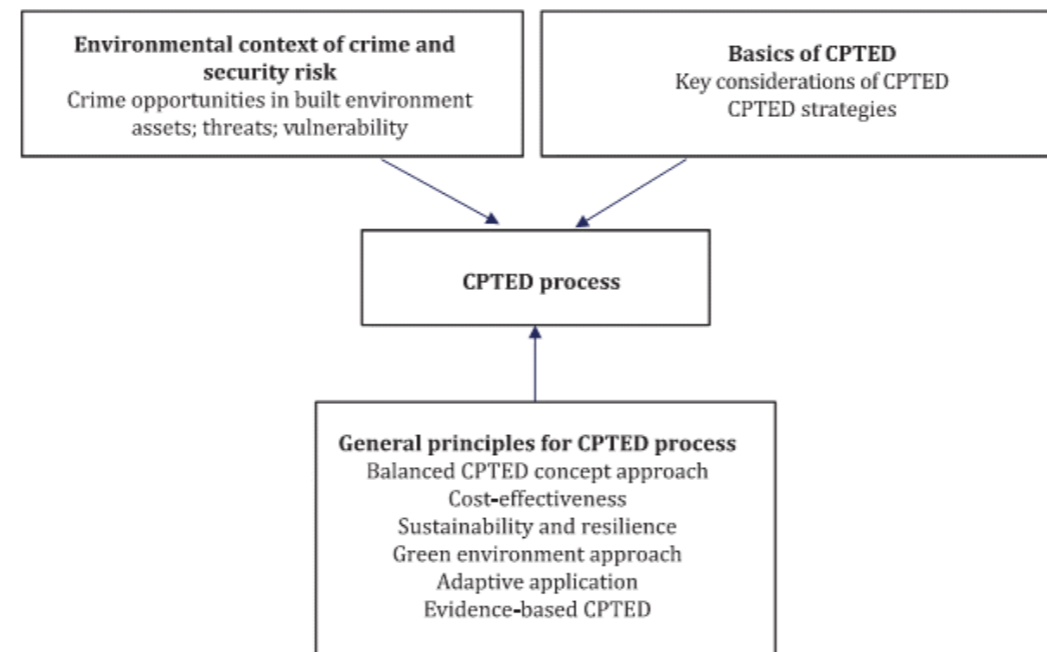 Environmental context of crime and
security risk
Crime opportunities in built environment
assets; threats; vulnerability
Basics of CPTED
Key considerations of CPTED
CPTED strategies
CPTED process
General principles for CPTED process
Balanced CPTED concept approach
Cost-effectiveness
Sustainability and resilience
Green environment approach
Adaptive application
Evidence-based CPTED